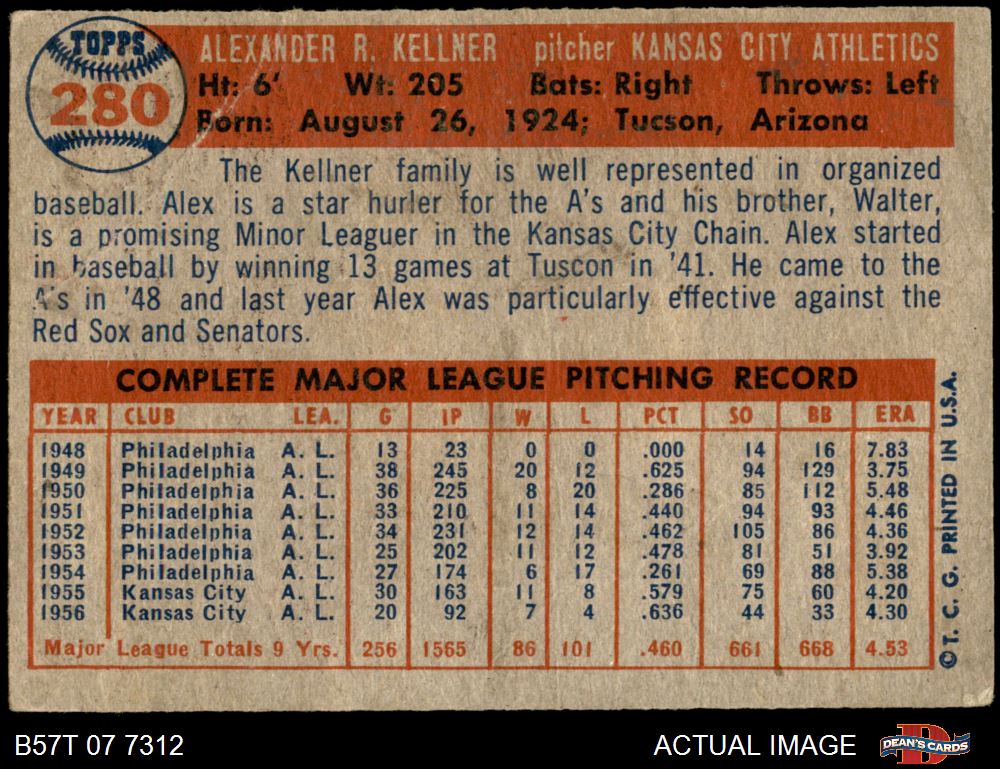 TOPPS
280
ALEXANDER R. KELLNER pitcher KANSAS CITY ATHLETICS
Ht: 6' Wt: 205 Bats: Right Throws: Left
Born: August 26, 1924; Tucson, Arizona
The Kellner family is well represented in organized
baseball. Alex is a star hurler for the A's and his brother, Walter,
is a promising Minor Leaguer in the Kansas City Chain. Alex started
in baseball by winning 13 games at Tuscon in '41. He came to the
A's in '48 and last year Alex was particularly effective against the
Red Sox and Senators.
COMPLETE MAJOR LEAGUE PITCHING RECORD
YEAR CLUB LEA. G IP W L PCT SO BB ERA
1948 Philadelphia A. L. 13 23 0 0 .000 14 16 7.83
1949 Philadelphia A. L. 38 245 20 12 .625 94 129 3.75
1950 Philadelphia A. L. 36 225 8 20 .286 85 112 5.48
1951 Philadelphia A. L. 33 210 11 14 .440 94 93 4.46
1952 Philadelphia A. L. 34 231 12 14 .462 105 86 4.36
1953 Philadelphia A. L. 25 202 11 12 .478 81 51 3.92
1954 Philadelphia A. L. 27 174 6 17 .261 69 88 5.38
1955 Kansas City A. L. 30 163 11 8 .579 75 60 4.20
1956 Kansas City A. L. 20 92 7 4 .636 44 33 4.30
Major League Totals 9 Yrs. 256 1565 86 101 .460 661 668 4.53
©T. C. G. PRINTED IN U.S.A.
B57T 07 7312
ACTUAL IMAGE
DEAN'S CARDS